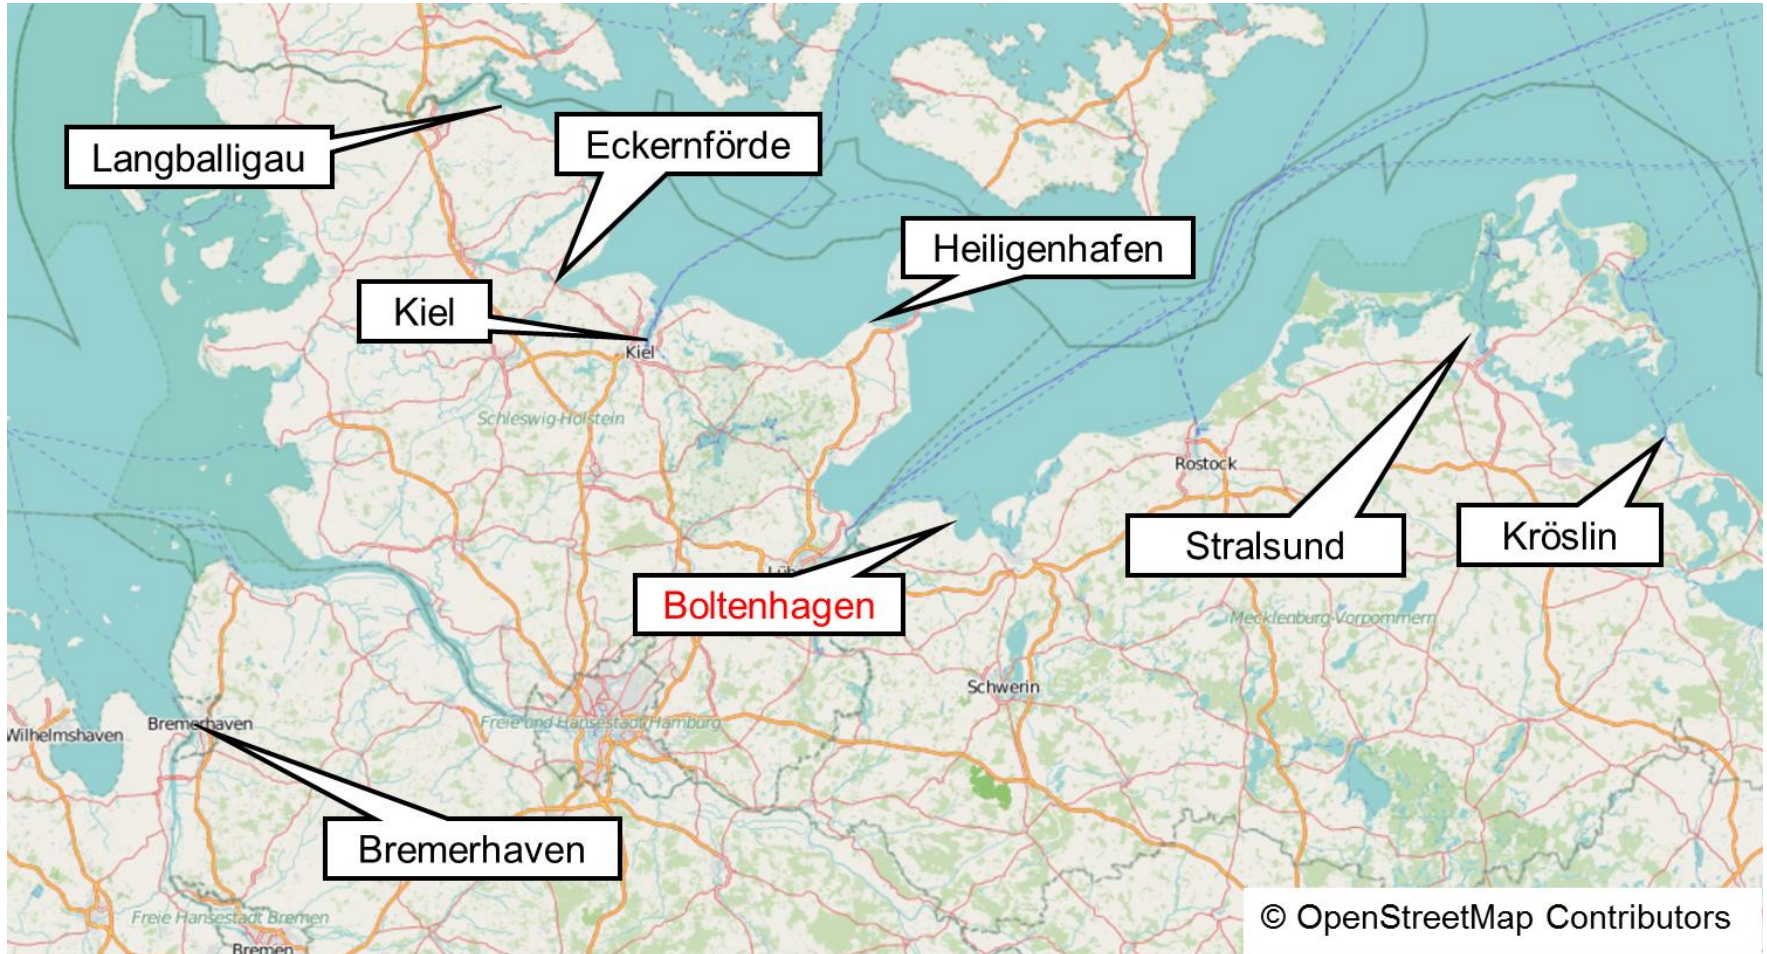 Langballigau
Eckernförde
Heiligenhafen
Kiel
Kiel
Schleswig-Holstein
Rostock
Stralsund
Kröslin
Boltenhagen
Mecklenburg-Vorpommern
Schwerin
Bremerhaven
Wilhelmshaven
Freie und Hansestadt Hamburg
Bremerhaven
Freie Hansestadt Bremen
Bremen
© OpenStreetMap Contributors